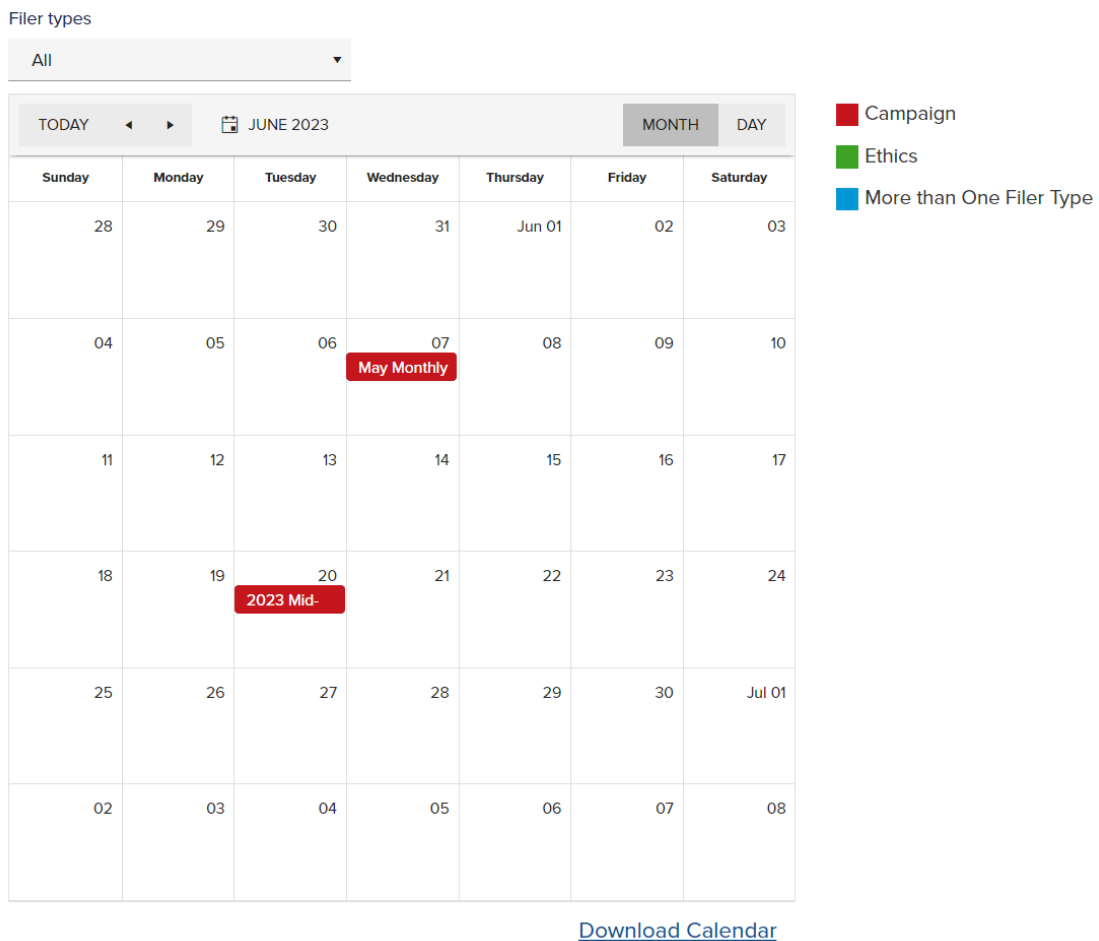 Filer types
All
TODAY JUNE 2023 MONTH DAY
Sunday Monday Tuesday Wednesday Thursday Friday Saturday
28 29 30 31 Jun 01 02 03
04 05 06 07 08 09 10
May Monthly
11 12 13 14 15 16 17
18 19 20 21 22 23 24
2023 Mid-
25 26 27 28 29 30 Jul 01
02 03 04 05 06 07 08
Download Calendar
Campaign
Ethics
More than One Filer Type